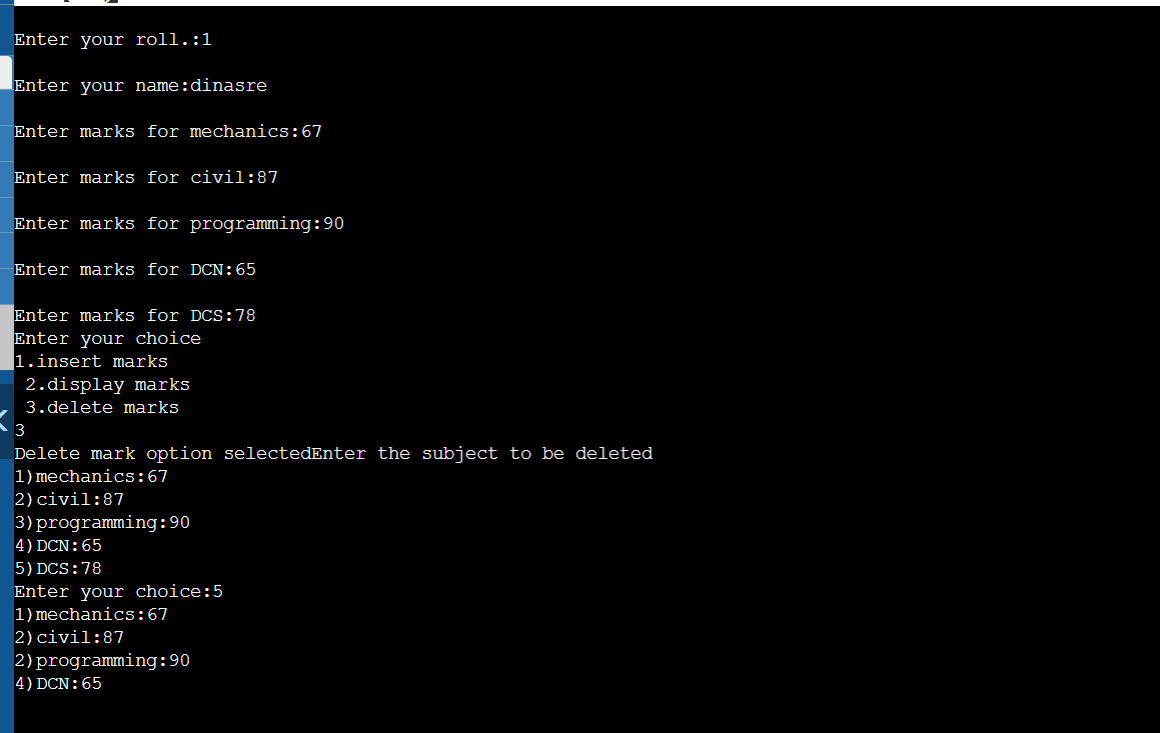 Enter your roll.:1
Enter your name:dinasre
Enter marks for mechanics:67
Enter marks for civil:87
Enter marks for programming:90
Enter marks for DCN:65
Enter marks for DCS:78
Enter your choice
1.insert marks
 2.display marks
 3.delete marks
3
Delete mark option selectedEnter the subject to be deleted
1)mechanics:67
2)civil:87
3)programming:90
4)DCN:65
5)DCS:78
Enter your choice:5
1)mechanics:67
2)civil:87
2)programming:90
4)DCN:65